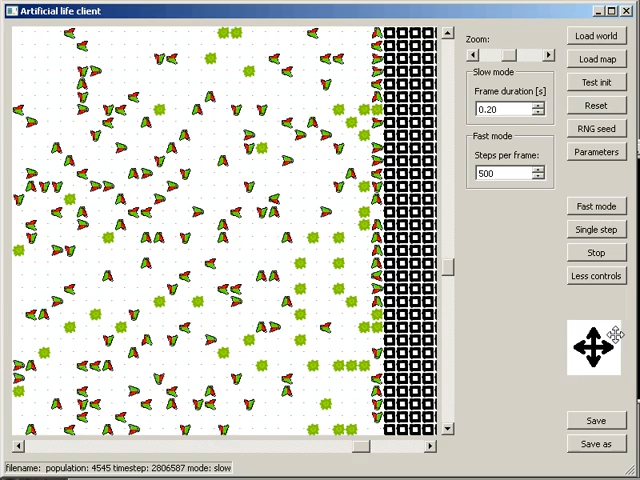 Artificial life client
Zoom:
Slow mode
Frame duration [s]
0.20
Fast mode
Steps per frame:
500
Load world
Load map
Test init
Reset
RNG seed
Parameters
Fast mode
Single step
Stop
Less controls
Save
Save as
filename: population: 4545 timestep: 2806587 mode: slow